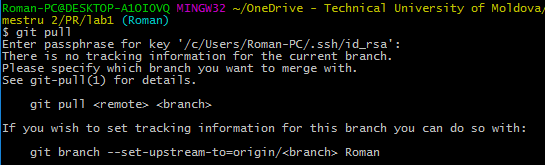 Roman-PC@DESKTOP-A1OIOVQ MINGW32 ~/OneDrive - Technical University of Moldova/
mestru 2/PR/lab1 (Roman)
$ git pull
Enter passphrase for key '/c/Users/Roman-PC/.ssh/id_rsa':
There is no tracking information for the current branch.
Please specify which branch you want to merge with.
See git-pull(1) for details.
git pull <remote> <branch>
If you wish to set tracking information for this branch you can do so with:
git branch --set-upstream-to=origin/<branch> Roman